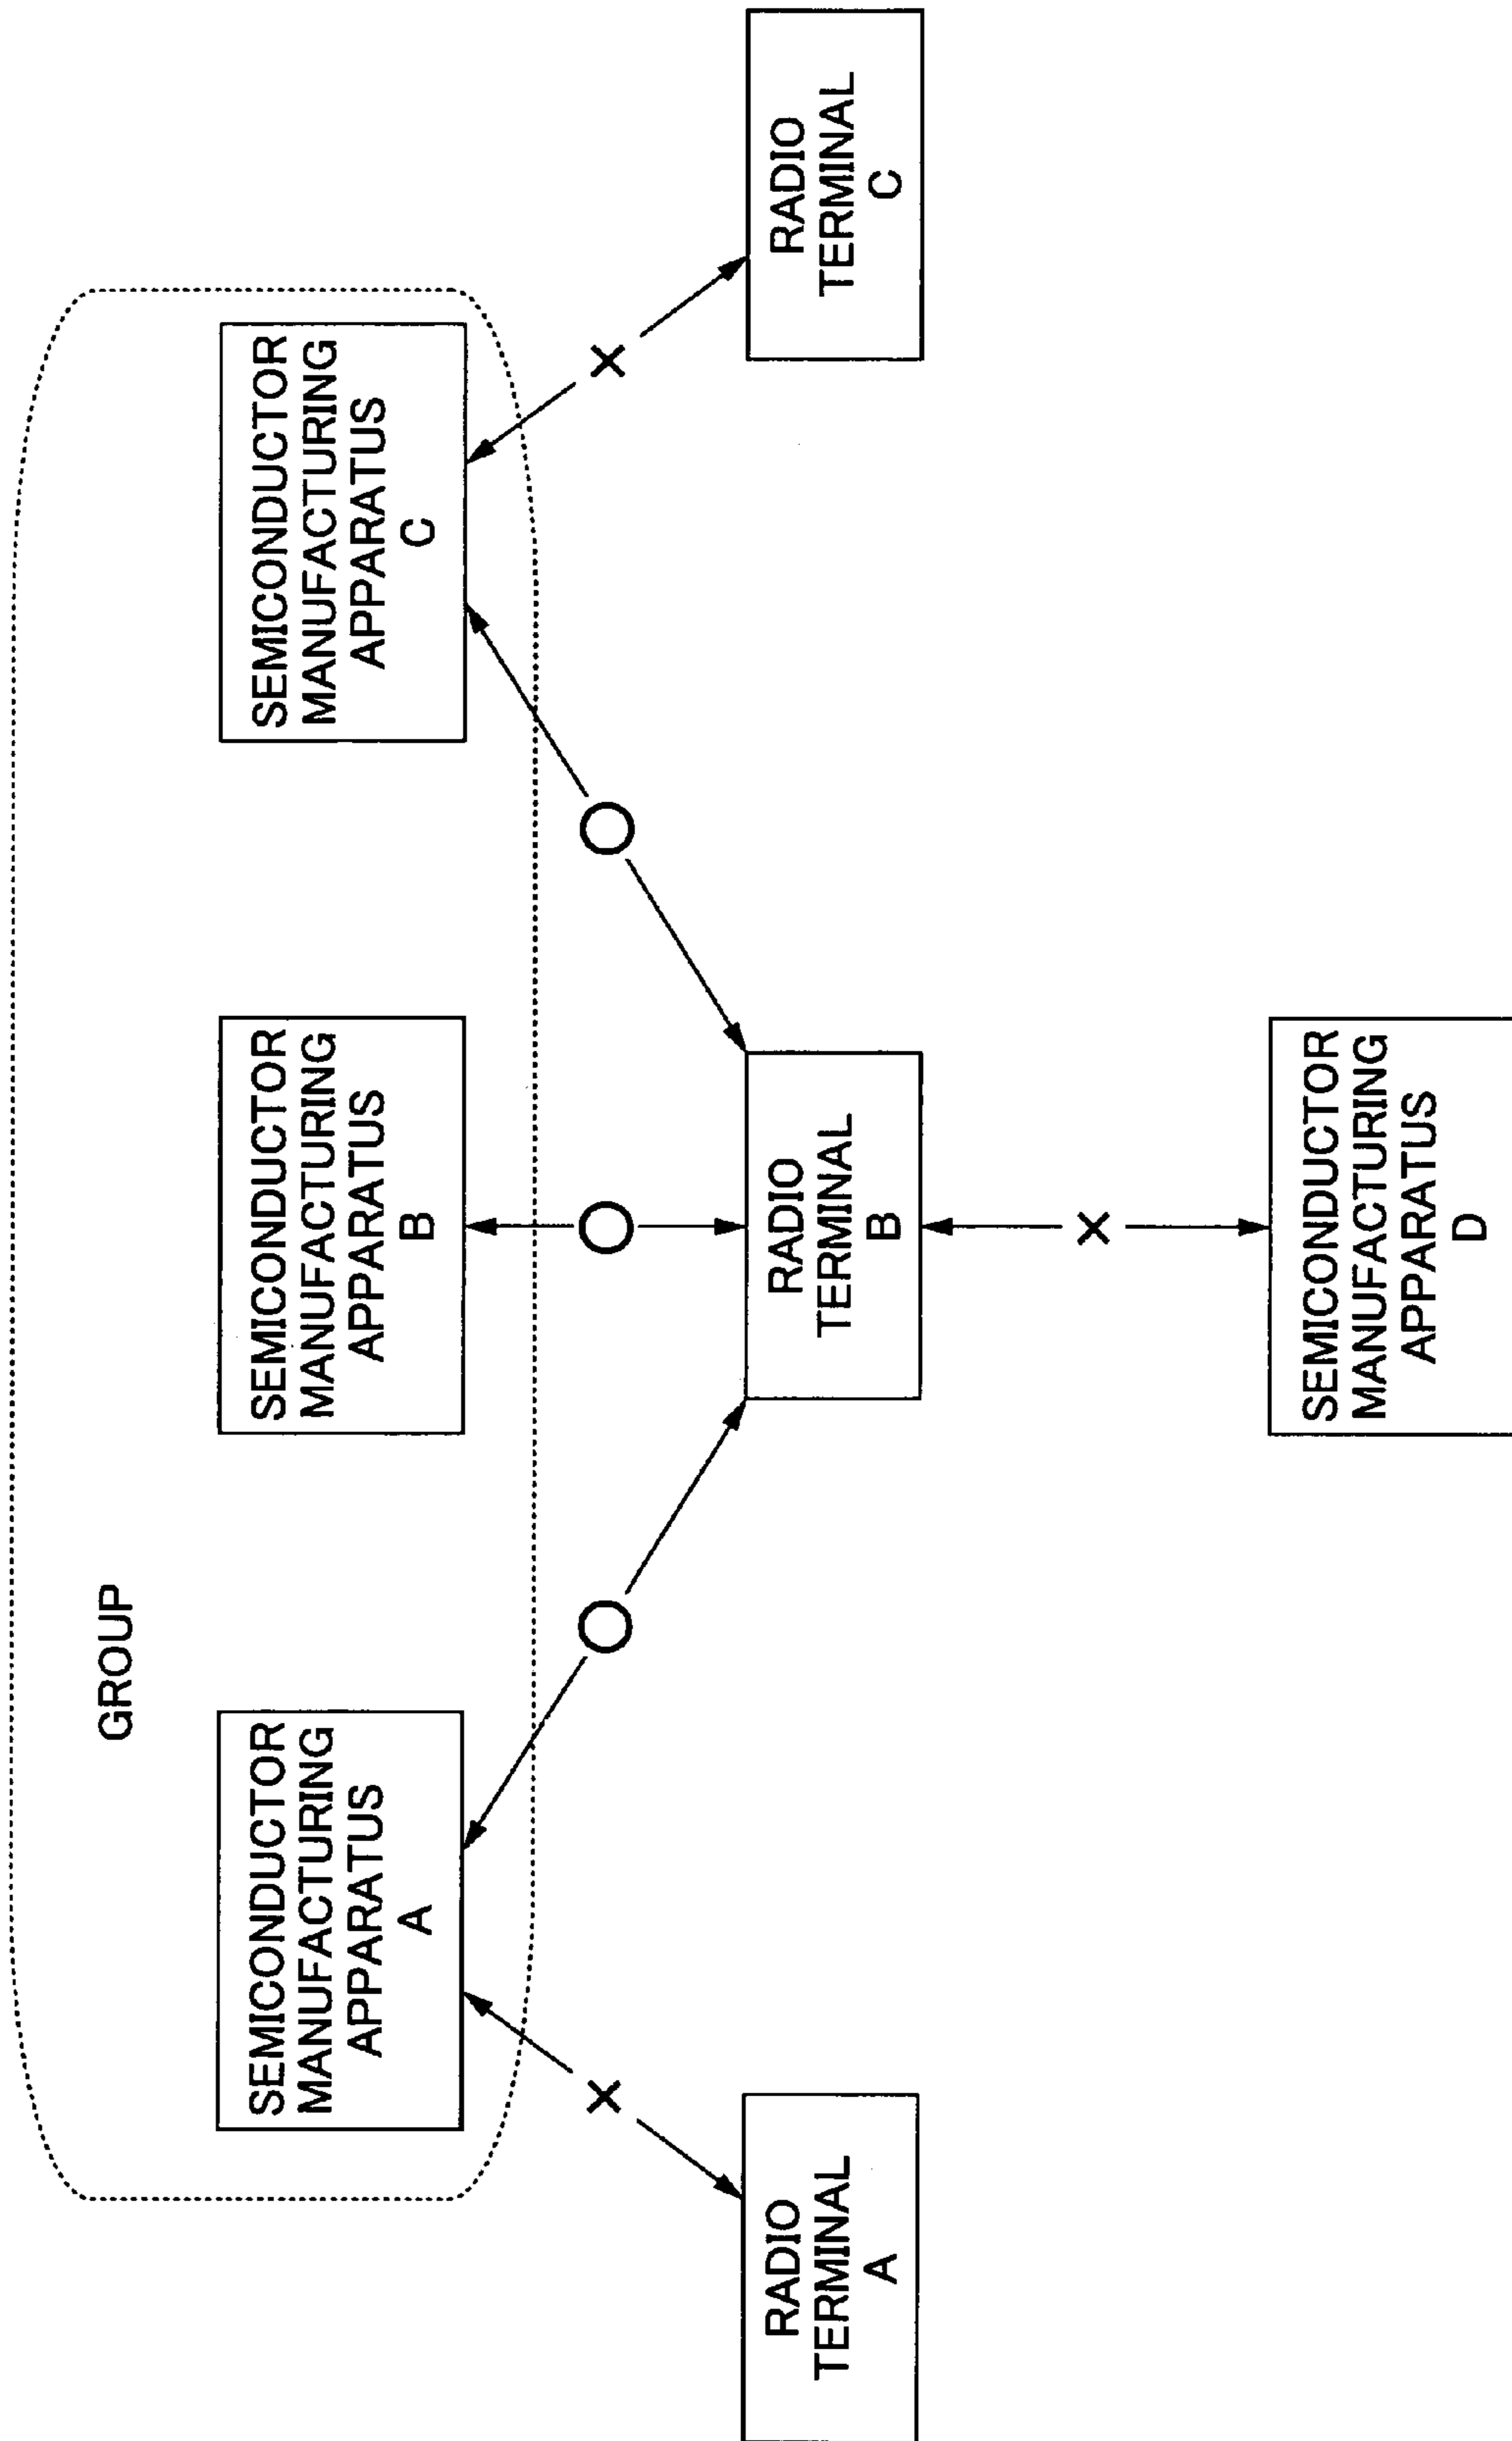 GROUP
SEMICONDUCTOR
MANUFACTURING
APPARATUS
A
SEMICONDUCTOR
MANUFACTURING
APPARATUS
B
SEMICONDUCTOR
MANUFACTURING
APPARATUS
C
RADIO
TERMINAL
A
RADIO
TERMINAL
B
RADIO
TERMINAL
C
SEMICONDUCTOR
MANUFACTURING
APPARATUS
D